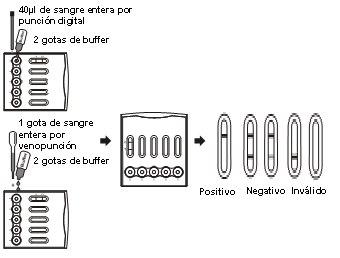 40µl de sangre entera por
punción digital
2 gotas de buffer
1 gota de sangre
entera por
venopunción
2 gotas de buffer
Positivo Negativo Inválido